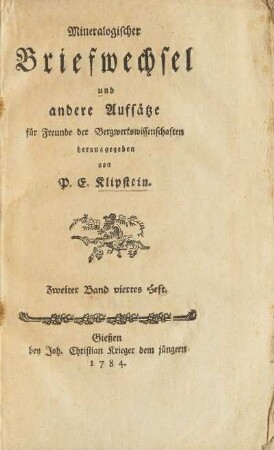 Mineralogischer
Briefwechsel
und
andere Aufsätze
für Freunde der Bergwerkswissenschaften
herausgegeben
von
P. E. Klipstein.
Zweiter Band viertes Heft.
Gießen
bey Joh. Christian Krieger dem jüngern
1784.